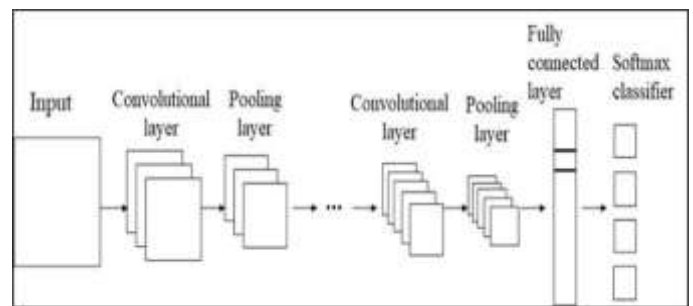 Input
Convolutional
layer
Pooling
layer
...
Convolutional
layer
Pooling
layer
Fully
connected
layer
Softmax
classifier